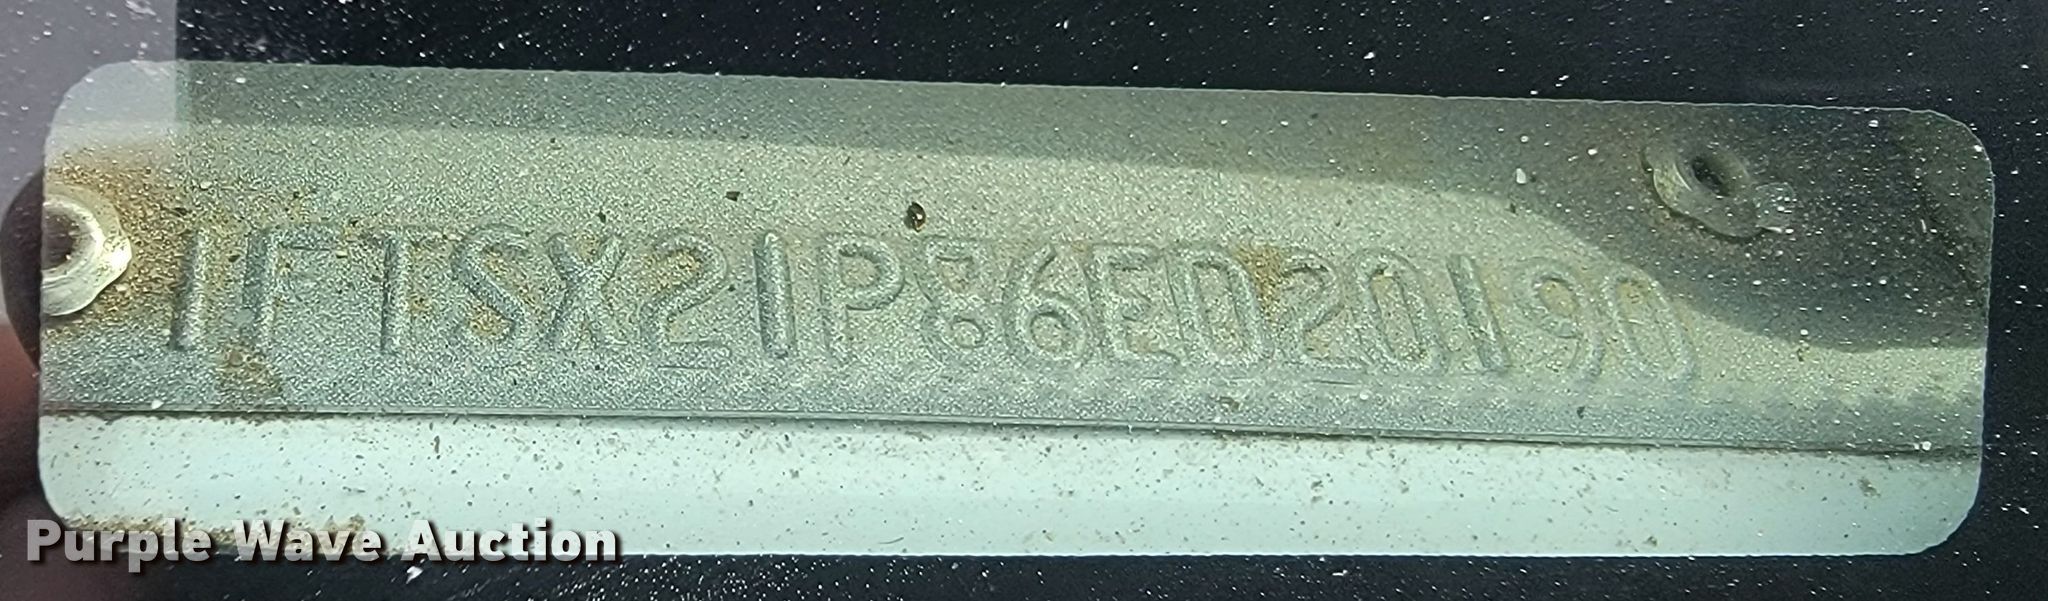 1FTSX21P86ED20190
Purple Wave Auction